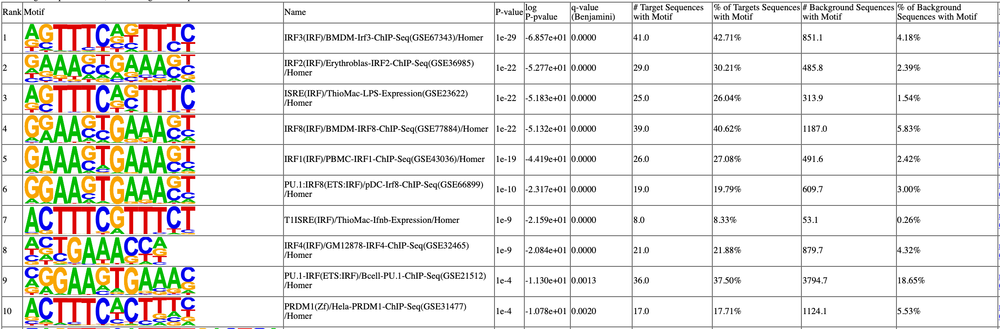 Rank Motif Name P-value log P-pvalue q-value (Benjamini) # Target Sequences with Motif % of Targets Sequences with Motif # Background Sequences with Motif % of Background Sequences with Motif
1 AGTTTCAGTTTC IRF3(IRF)/BMDM-Irf3-ChIP-Seq(GSE67343)/Homer 1e-29 -6.857e+01 0.0000 41.0 42.71% 851.1 4.18%
2 GAAAGTGAAAGT IRF2(IRF)/Erythroblas-IRF2-ChIP-Seq(GSE36985)/Homer 1e-22 -5.277e+01 0.0000 29.0 30.21% 485.8 2.39%
3 AGTTTCAGTTTC ISRE(IRF)/ThioMac-LPS-Expression(GSE23622)/Homer 1e-22 -5.183e+01 0.0000 25.0 26.04% 313.9 1.54%
4 GGAAGTGAAAGT IRF8(IRF)/BMDM-IRF8-ChIP-Seq(GSE77884)/Homer 1e-22 -5.132e+01 0.0000 39.0 40.62% 1187.0 5.83%
5 GAAAGTGAAAGT IRF1(IRF)/PBMC-IRF1-ChIP-Seq(GSE43036)/Homer 1e-19 -4.419e+01 0.0000 26.0 27.08% 491.6 2.42%
6 GGAAGTGAAAGT PU.1:IRF8(ETS:IRF)/pDC-Irf8-ChIP-Seq(GSE66899)/Homer 1e-10 -2.317e+01 0.0000 19.0 19.79% 609.7 3.00%
7 ACTTTCGTTTCT T1ISRE(IRF)/ThioMac-Ifnb-Expression/Homer 1e-9 -2.159e+01 0.0000 8.0 8.33% 53.1 0.26%
8 ACTGAAACCA IRF4(IRF)/GM12878-IRF4-ChIP-Seq(GSE32465)/Homer 1e-9 -2.084e+01 0.0000 21.0 21.88% 879.7 4.32%
9 CGGAAGTGAAAC PU.1-IRF(ETS:IRF)/Bcell-PU.1-ChIP-Seq(GSE21512)/Homer 1e-4 -1.130e+01 0.0013 36.0 37.50% 3794.7 18.65%
10 ACTTTCACTTTC PRDM1(Zf)/Hela-PRDM1-ChIP-Seq(GSE31477)/Homer 1e-4 -1.078e+01 0.0020 17.0 17.71% 1124.1 5.53%